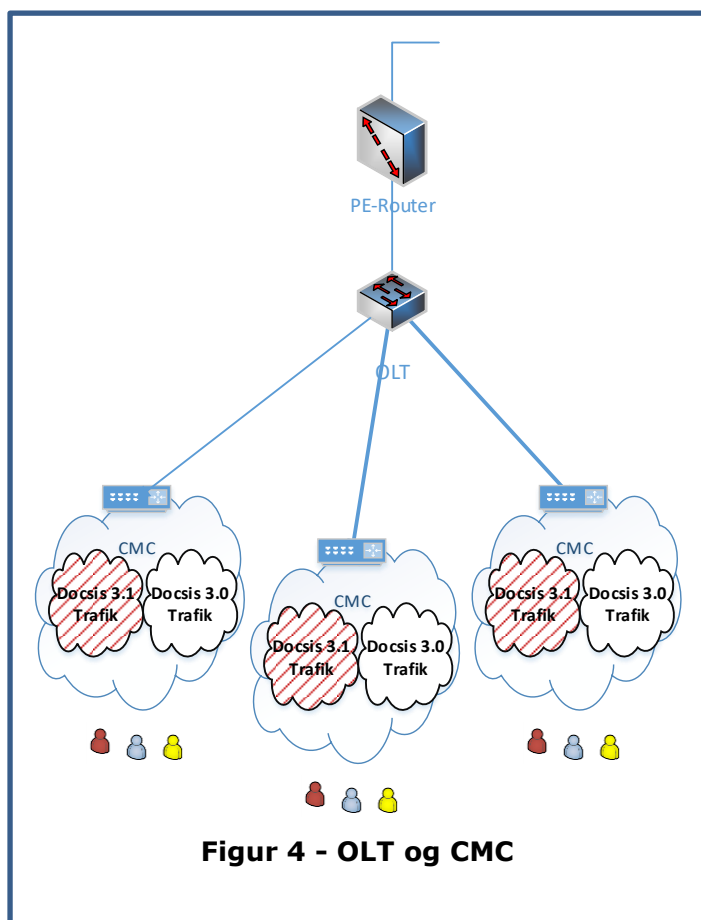 PE-Router
OLT
CMC
Docsis 3.1
Trafik
Docsis 3.0
Trafik
CMC
Docsis 3.1
Trafik
Docsis 3.0
Trafik
CMC
Docsis 3.1
Trafik
Docsis 3.0
Trafik
Figur 4 - OLT og CMC